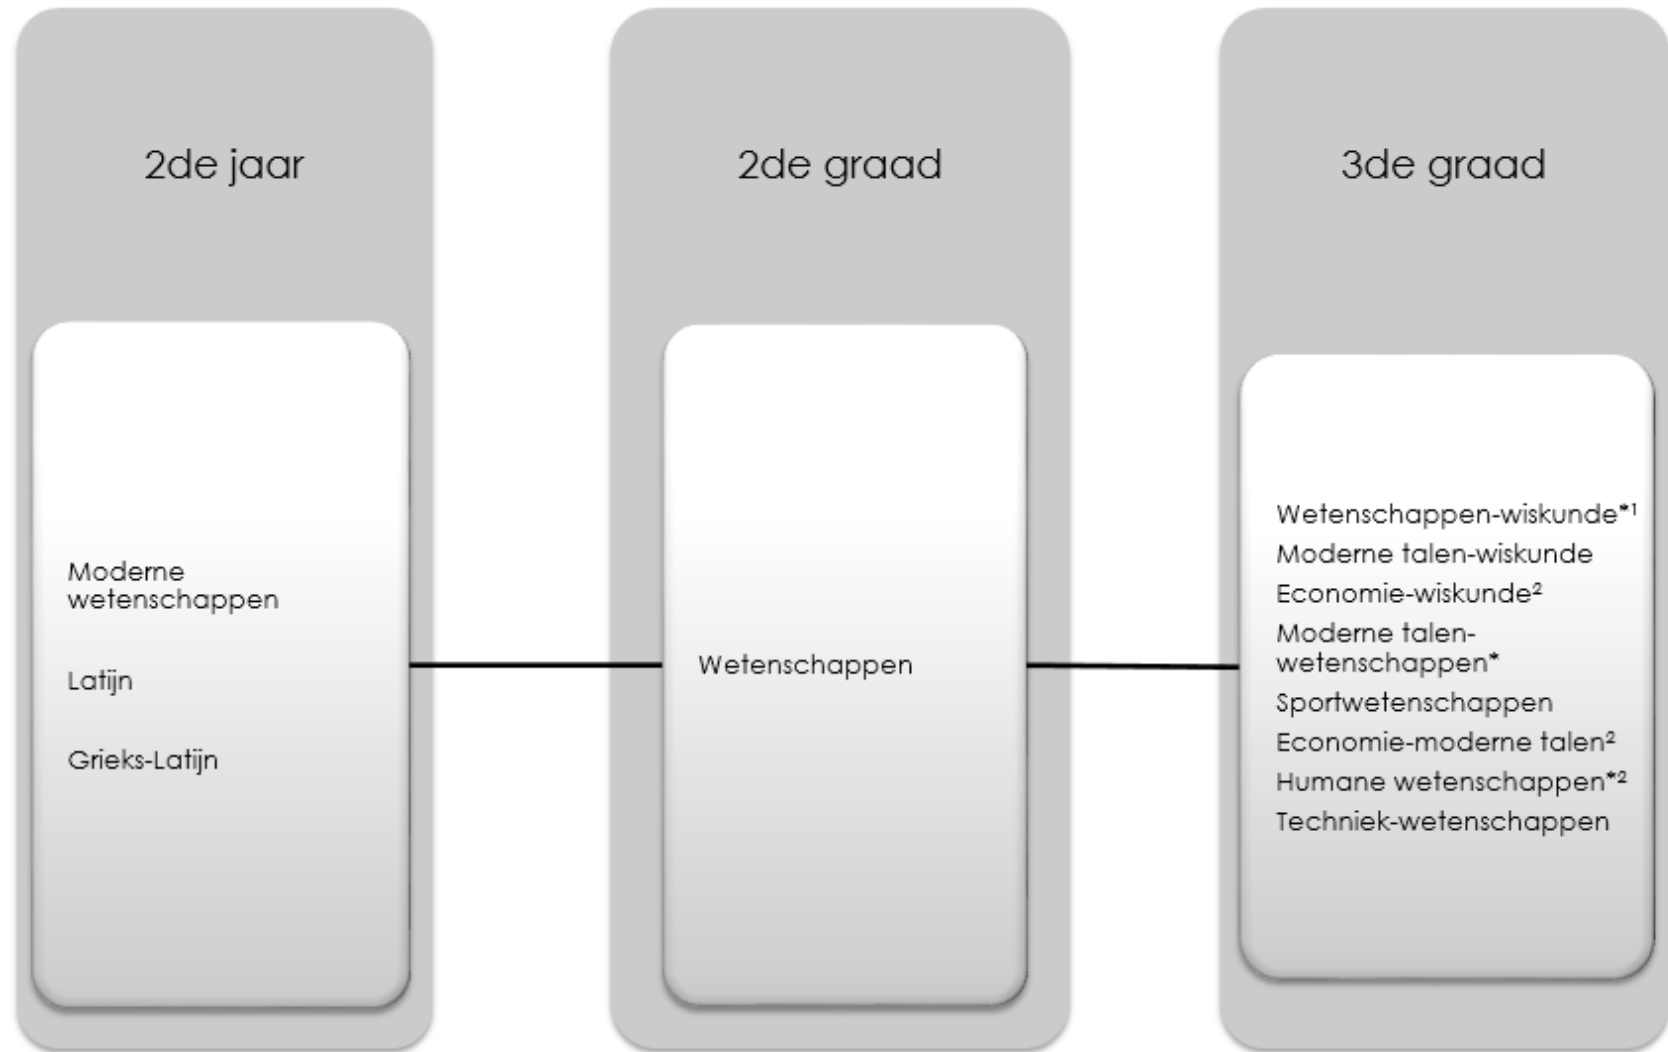 2de jaar
Moderne
wetenschappen
Latijn
Grieks-Latijn
2de graad
Wetenschappen
3de graad
Wetenschappen-wiskunde*¹
Moderne talen-wiskunde
Economie-wiskunde²
Moderne talen-
wetenschappen*
Sportwetenschappen
Economie-moderne talen²
Humane wetenschappen*²
Techniek-wetenschappen